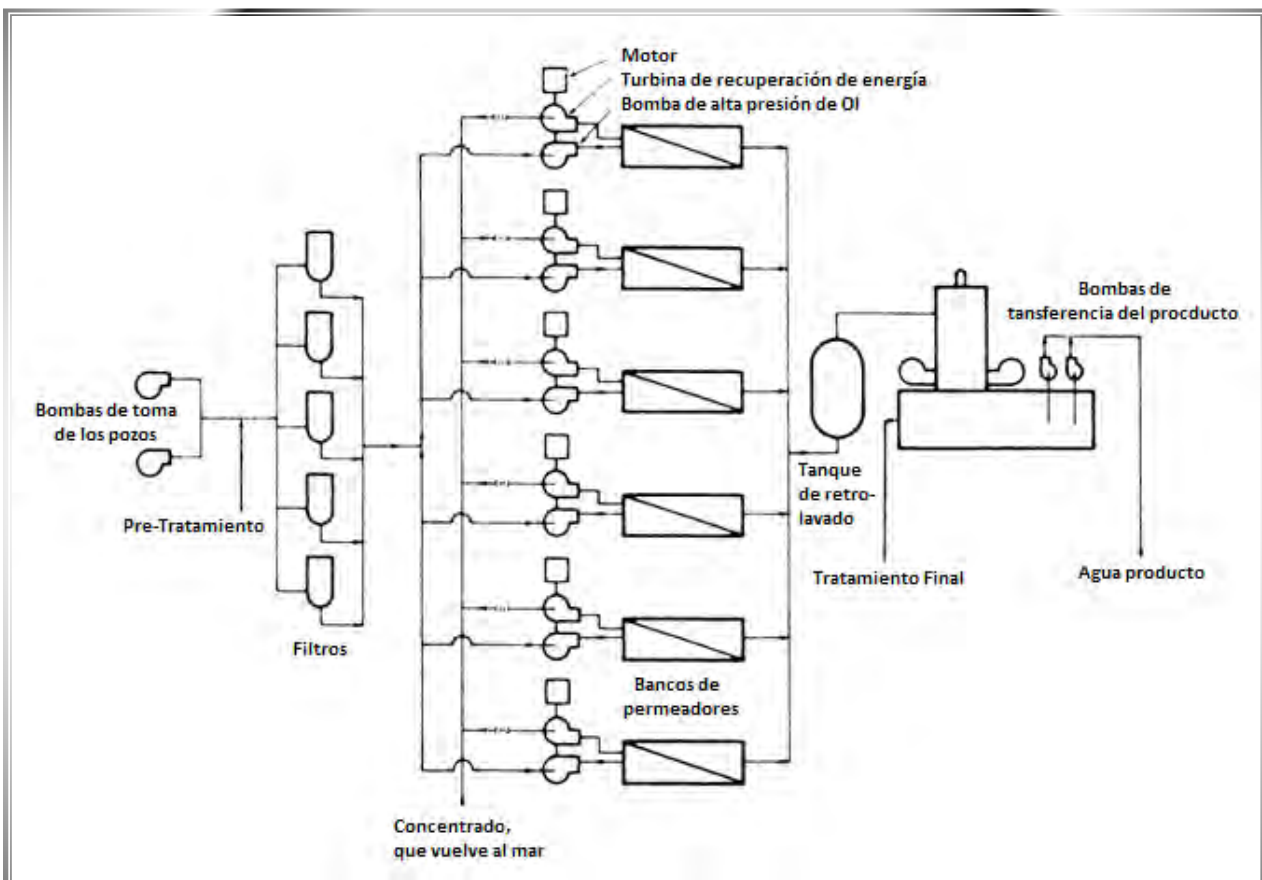 Motor
Turbina de recuperación de energía
Bomba de alta presión de OI
Bombas de
tansferencia del procducto
Bombas de toma
de los pozos
Pre-Tratamiento
Filtros
Tanque
de retro-
lavado
Tratamiento Final
Agua producto
Bancos de
permeadores
Concentrado,
que vuelve al mar